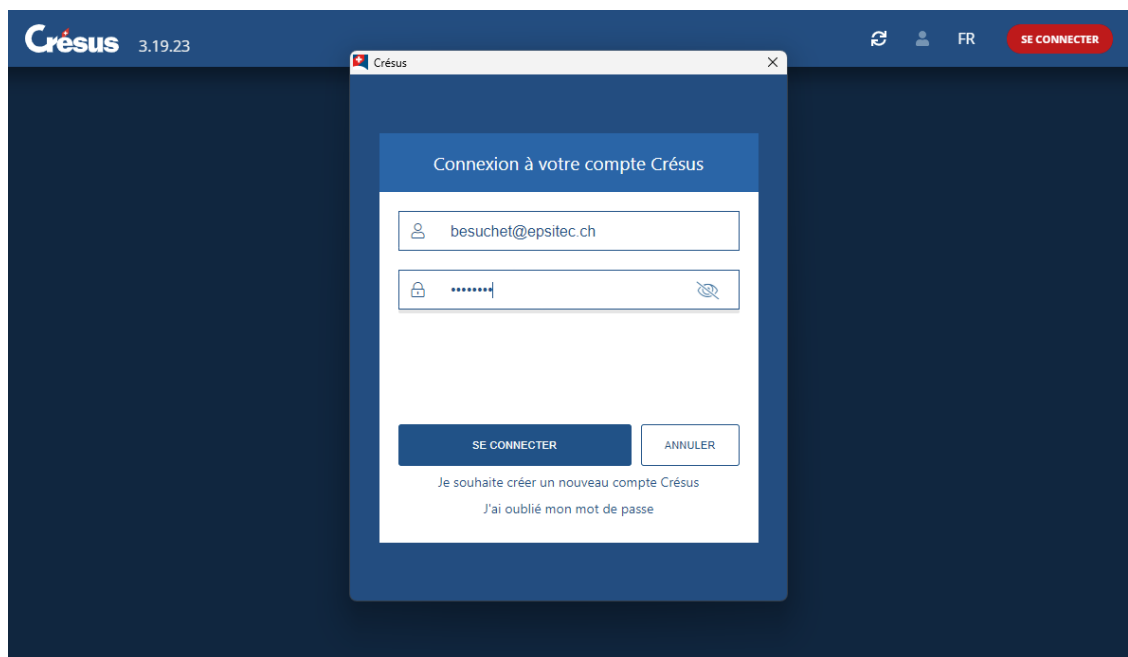 Crésus 3.19.23 FR SE CONNECTER
Crésus
Connexion à votre compte Crésus
besuchet@epsitec.ch
••••••••
SE CONNECTER ANNULER
Je souhaite créer un nouveau compte Crésus
J'ai oublié mon mot de passe